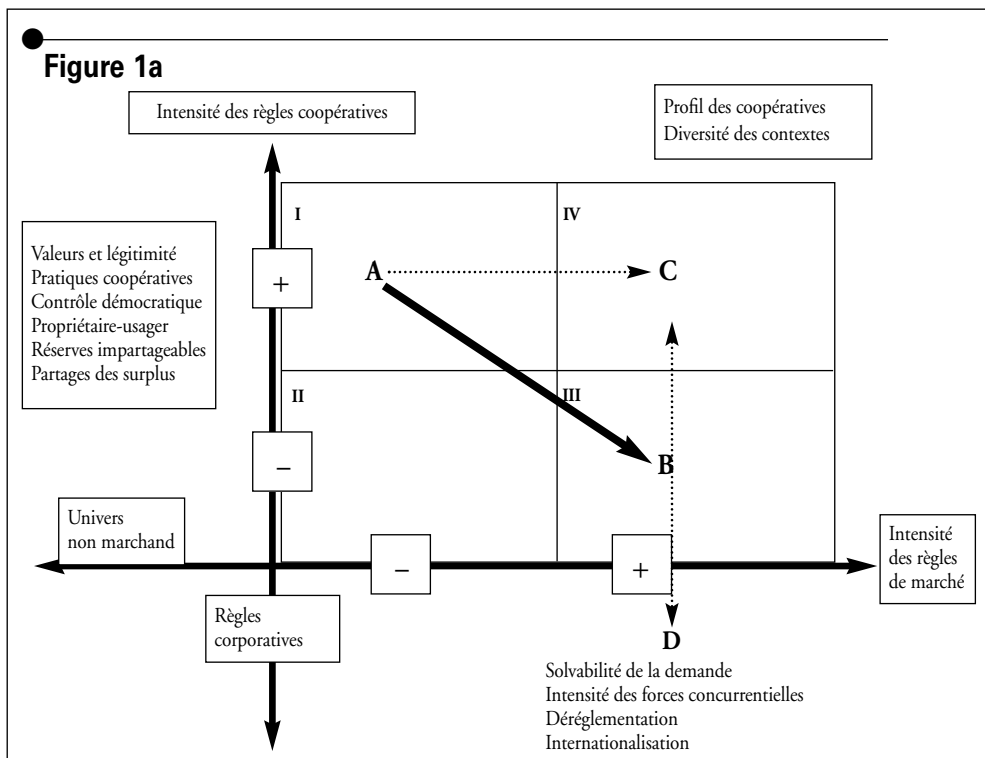 Figure 1a
Intensité des règles coopératives
Profil des coopératives
Diversité des contextes
I
IV
Valeurs et légitimité
Pratiques coopératives
Contrôle démocratique
Propriétaire-usager
Réserves impartageables
Partages des surplus
+
A
C
II
III
–
B
Univers
non marchand
–
+
Intensité
des règles
de marché
Règles
corporatives
D
Solvabilité de la demande
Intensité des forces concurrentielles
Déréglementation
Internationalisation